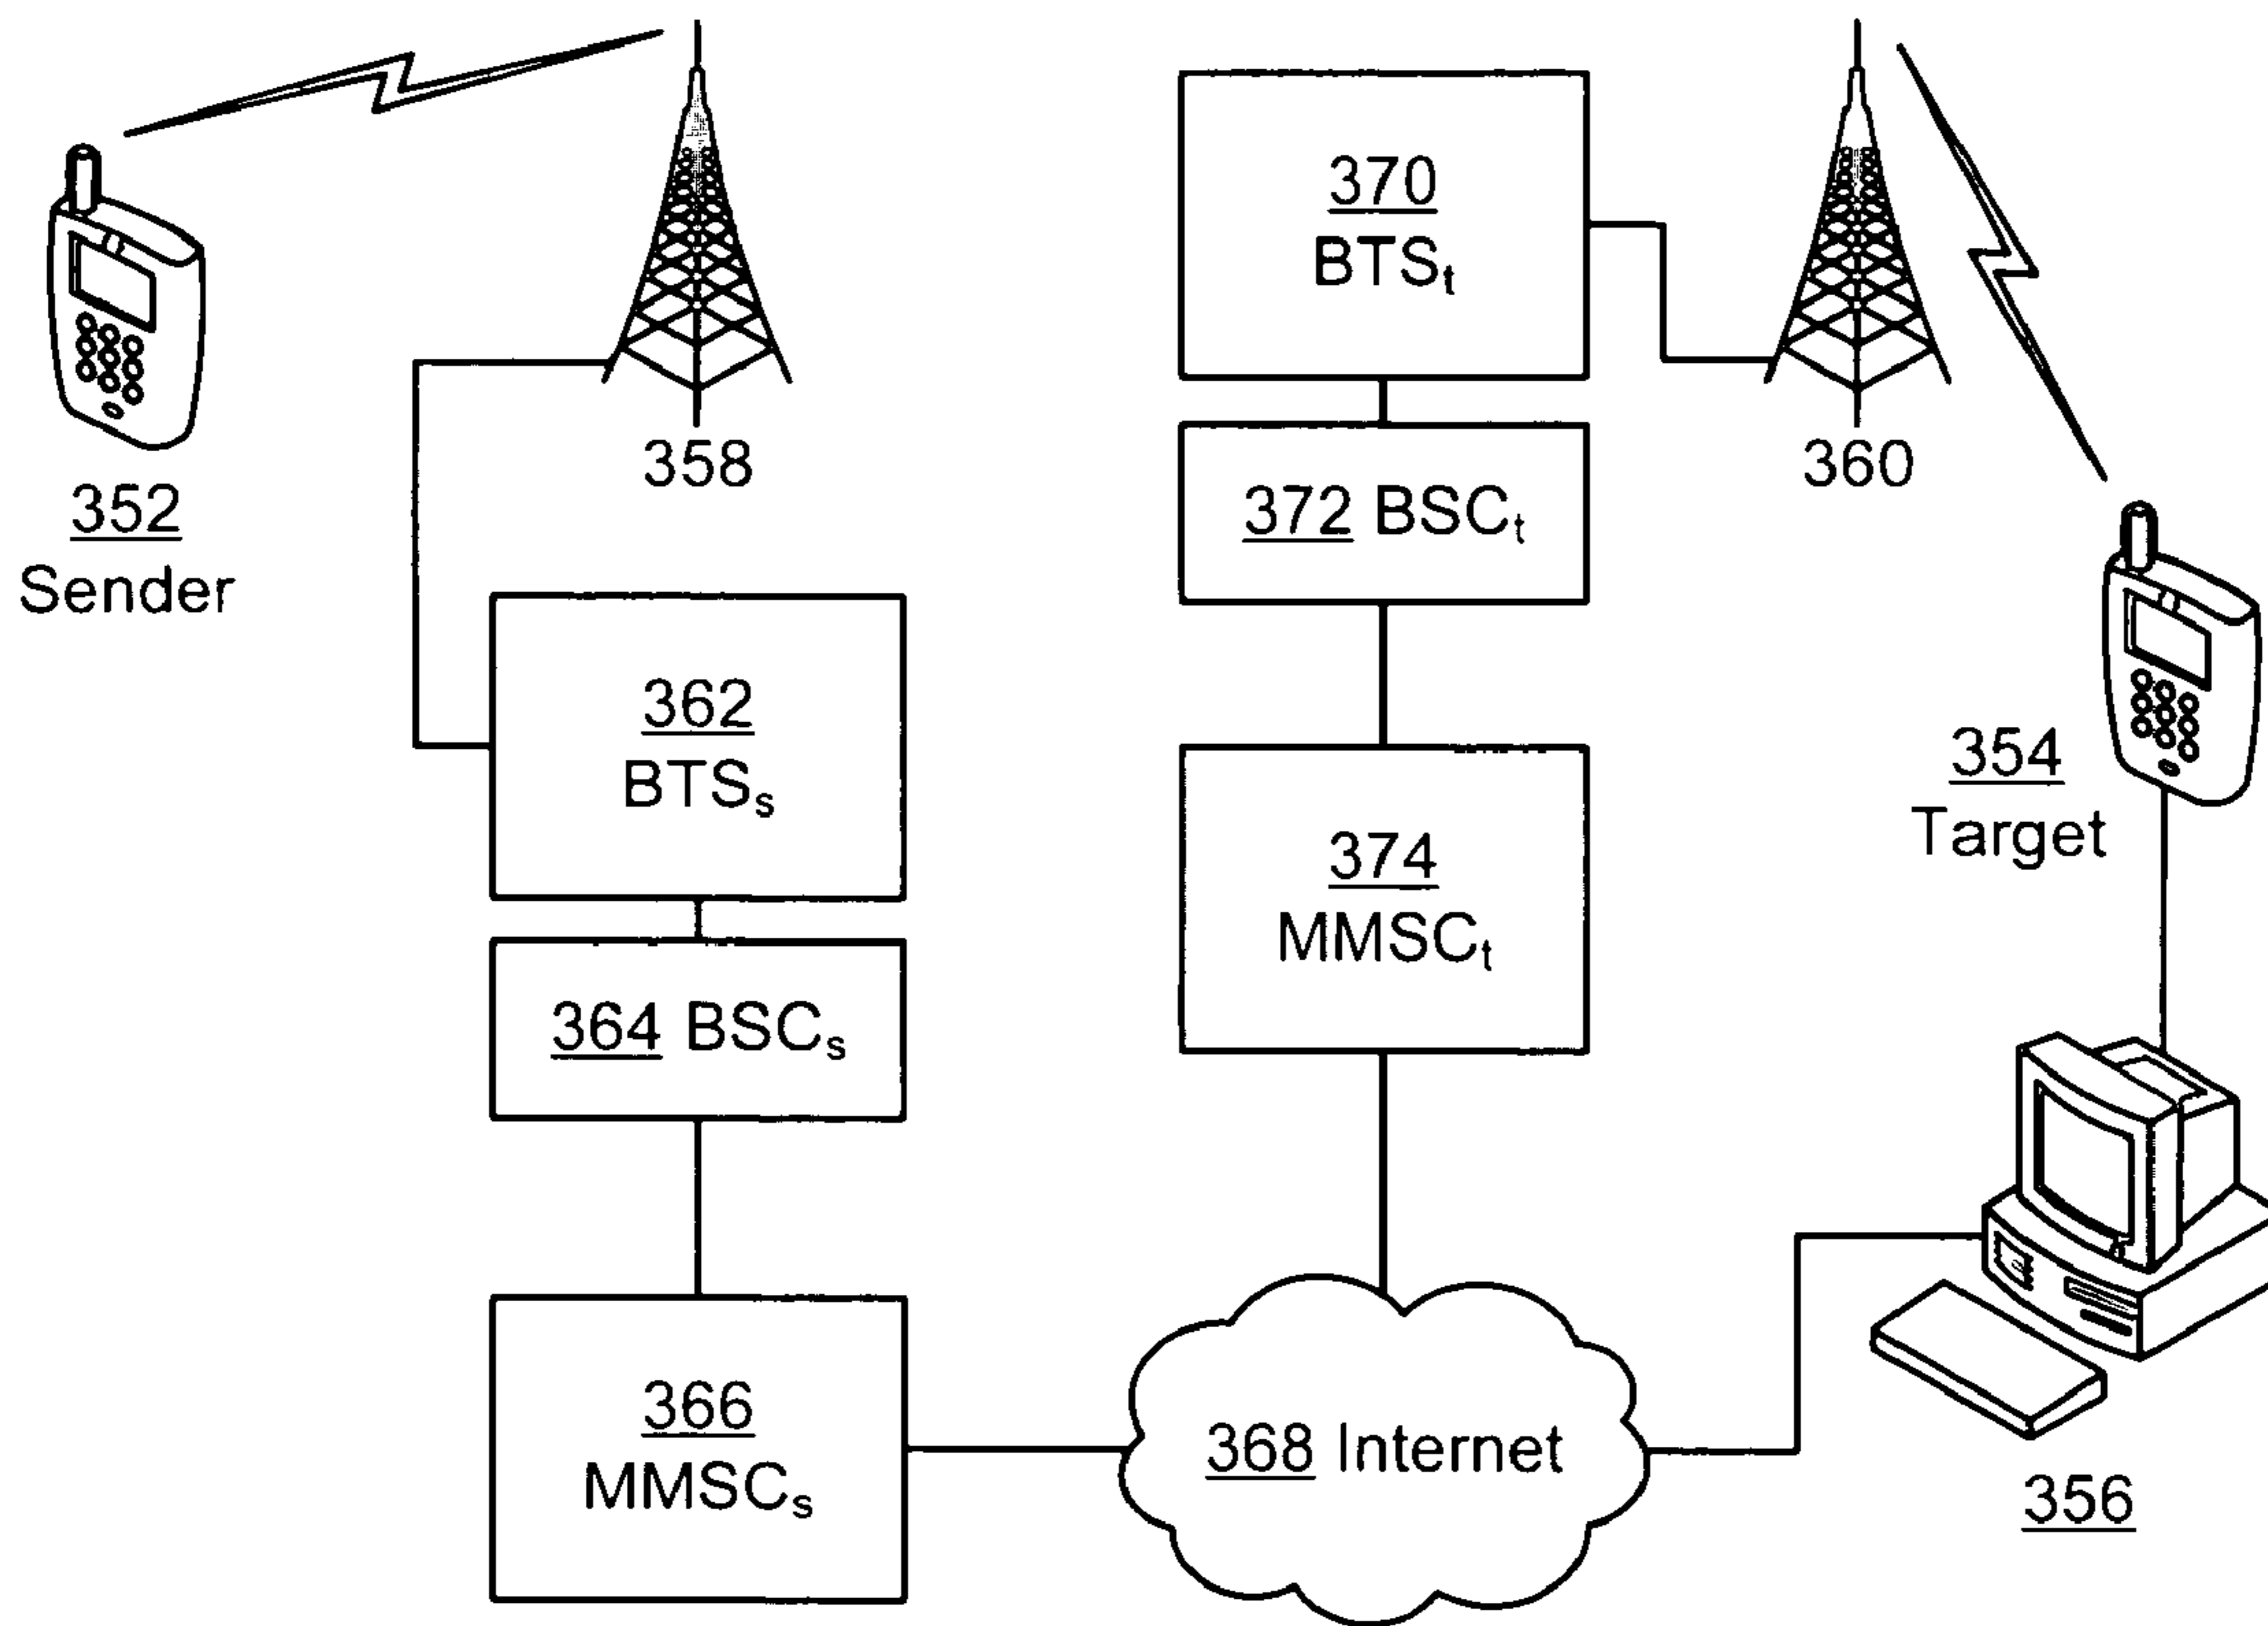 370
BTSt
358
360
352
Sender
372 BSCt
362
BTSs
354
Target
374
MMSCt
364 BSCs
366
MMSCs
368 Internet
356